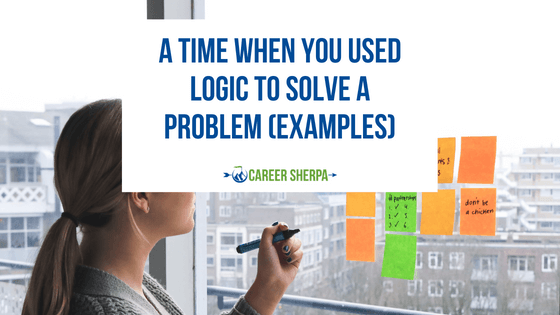 A TIME WHEN YOU USED
LOGIC TO SOLVE A
PROBLEM (EXAMPLES)
CAREER SHERPA
don't be
a chicken